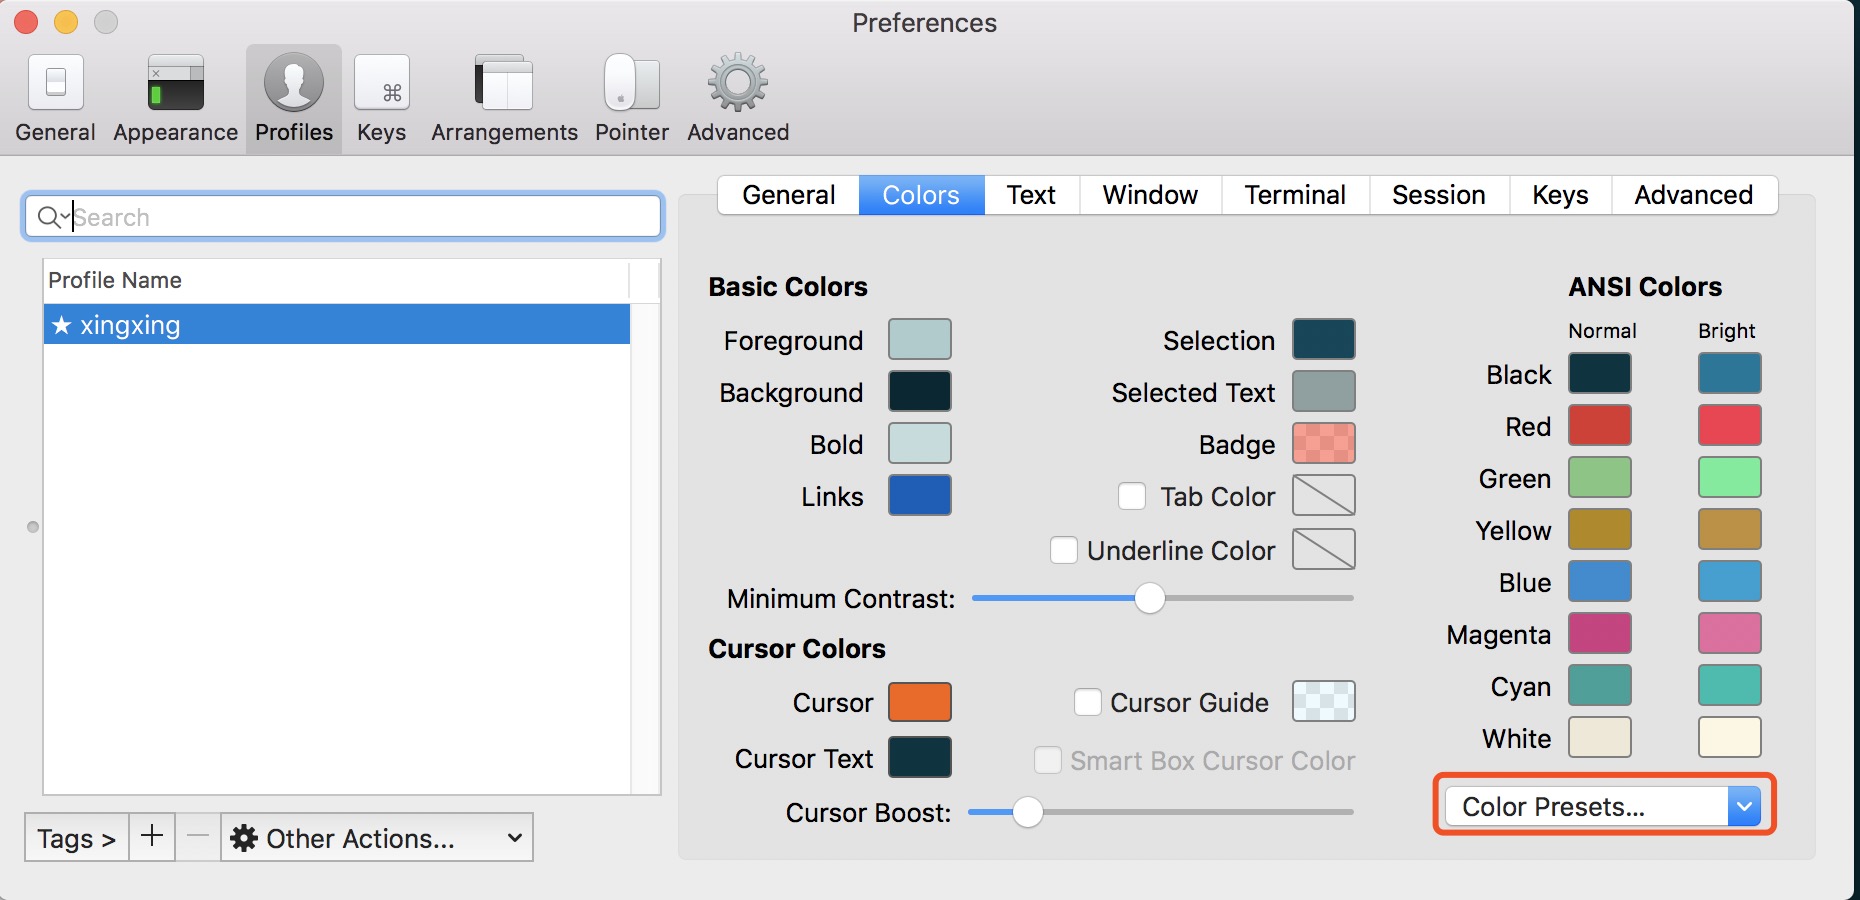 Preferences
General Appearance Profiles Keys Arrangements Pointer Advanced
Search
Profile Name
★ xingxing
Tags > + − Other Actions...
General Colors Text Window Terminal Session Keys Advanced
Basic Colors
Foreground
Background
Bold
Links
Selection
Selected Text
Badge
Tab Color
Underline Color
Minimum Contrast:
Cursor Colors
Cursor
Cursor Text
Cursor Boost:
Cursor Guide
Smart Box Cursor Color
ANSI Colors
Normal Bright
Black
Red
Green
Yellow
Blue
Magenta
Cyan
White
Color Presets...